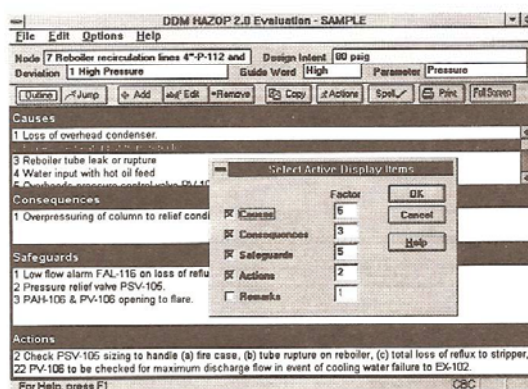 DDM HAZOP 2.0 Evaluation - SAMPLE
File Edit Options Help
Node 7 Reboiler recirculation lines 4"-P-112 and Design Intent 80 psig
Deviation 1 High Pressure Guide Word High Parameter Pressure
Outline Jump Add Edit Remove Copy Actions Spell Print Full Screen
Causes
1 Loss of overhead condenser.
3 Reboiler tube leak or rupture
4 Water input with hot oil feed
5 Overheads pressure control valve
Consequences
1 Overpressuring of column to relief
Safeguards
1 Low flow alarm FAL-116 on loss of
2 Pressure relief valve PSV-105.
3 PAH-106 & PV-106 opening to flare.
Select Active Display Items
Factor
Causes 6
Consequences 3
Safeguards 5
Actions 2
Remarks 1
OK
Cancel
Help
Actions
2 Check PSV-105 sizing to handle (a) fire case, (b) tube rupture on reboiler, (c) total loss of reflux to stripper,
22 PV-106 to be checked for maximum discharge flow in event of cooling water failure to EX-102.
For Help, press F1 CBC